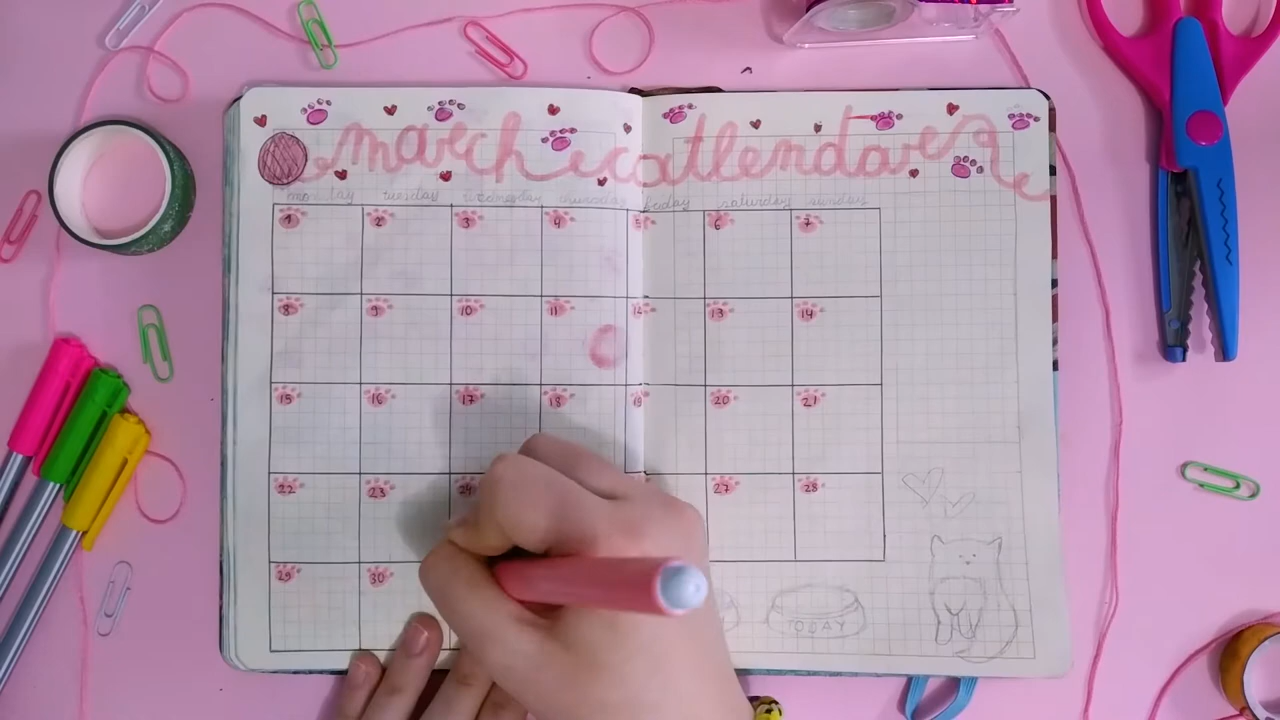 march catlendar
monday tuesday wednesday thursday friday saturday sunday
1 2 3 4 5 6 7
8 9 10 11 12 13 14
15 16 17 18 19 20 21
22 23 24 27 28
29 30
TODAY